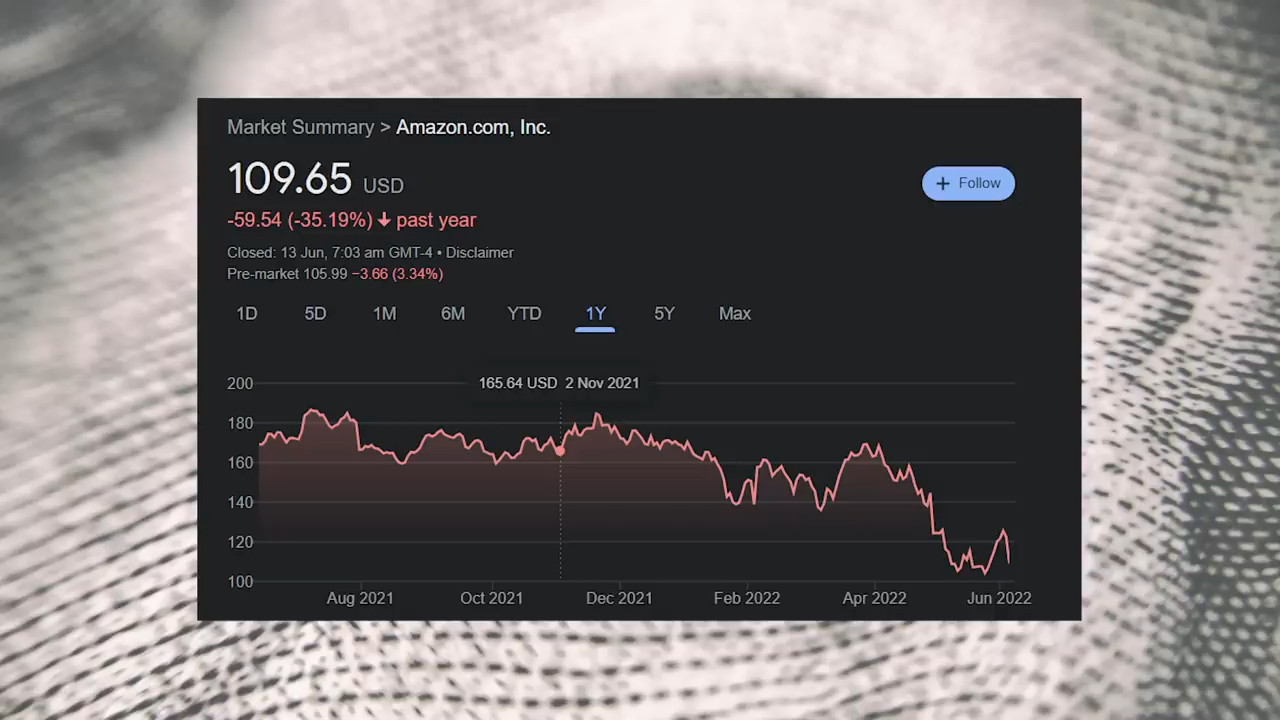 Market Summary > Amazon.com, Inc.
109.65 USD
+ Follow
-59.54 (-35.19%) ↓ past year
Closed: 13 Jun, 7:03 am GMT-4 • Disclaimer
Pre-market 105.99 −3.66 (3.34%)
1D 5D 1M 6M YTD 1Y 5Y Max
165.64 USD 2 Nov 2021
200
180
160
140
120
100
Aug 2021 Oct 2021 Dec 2021 Feb 2022 Apr 2022 Jun 2022